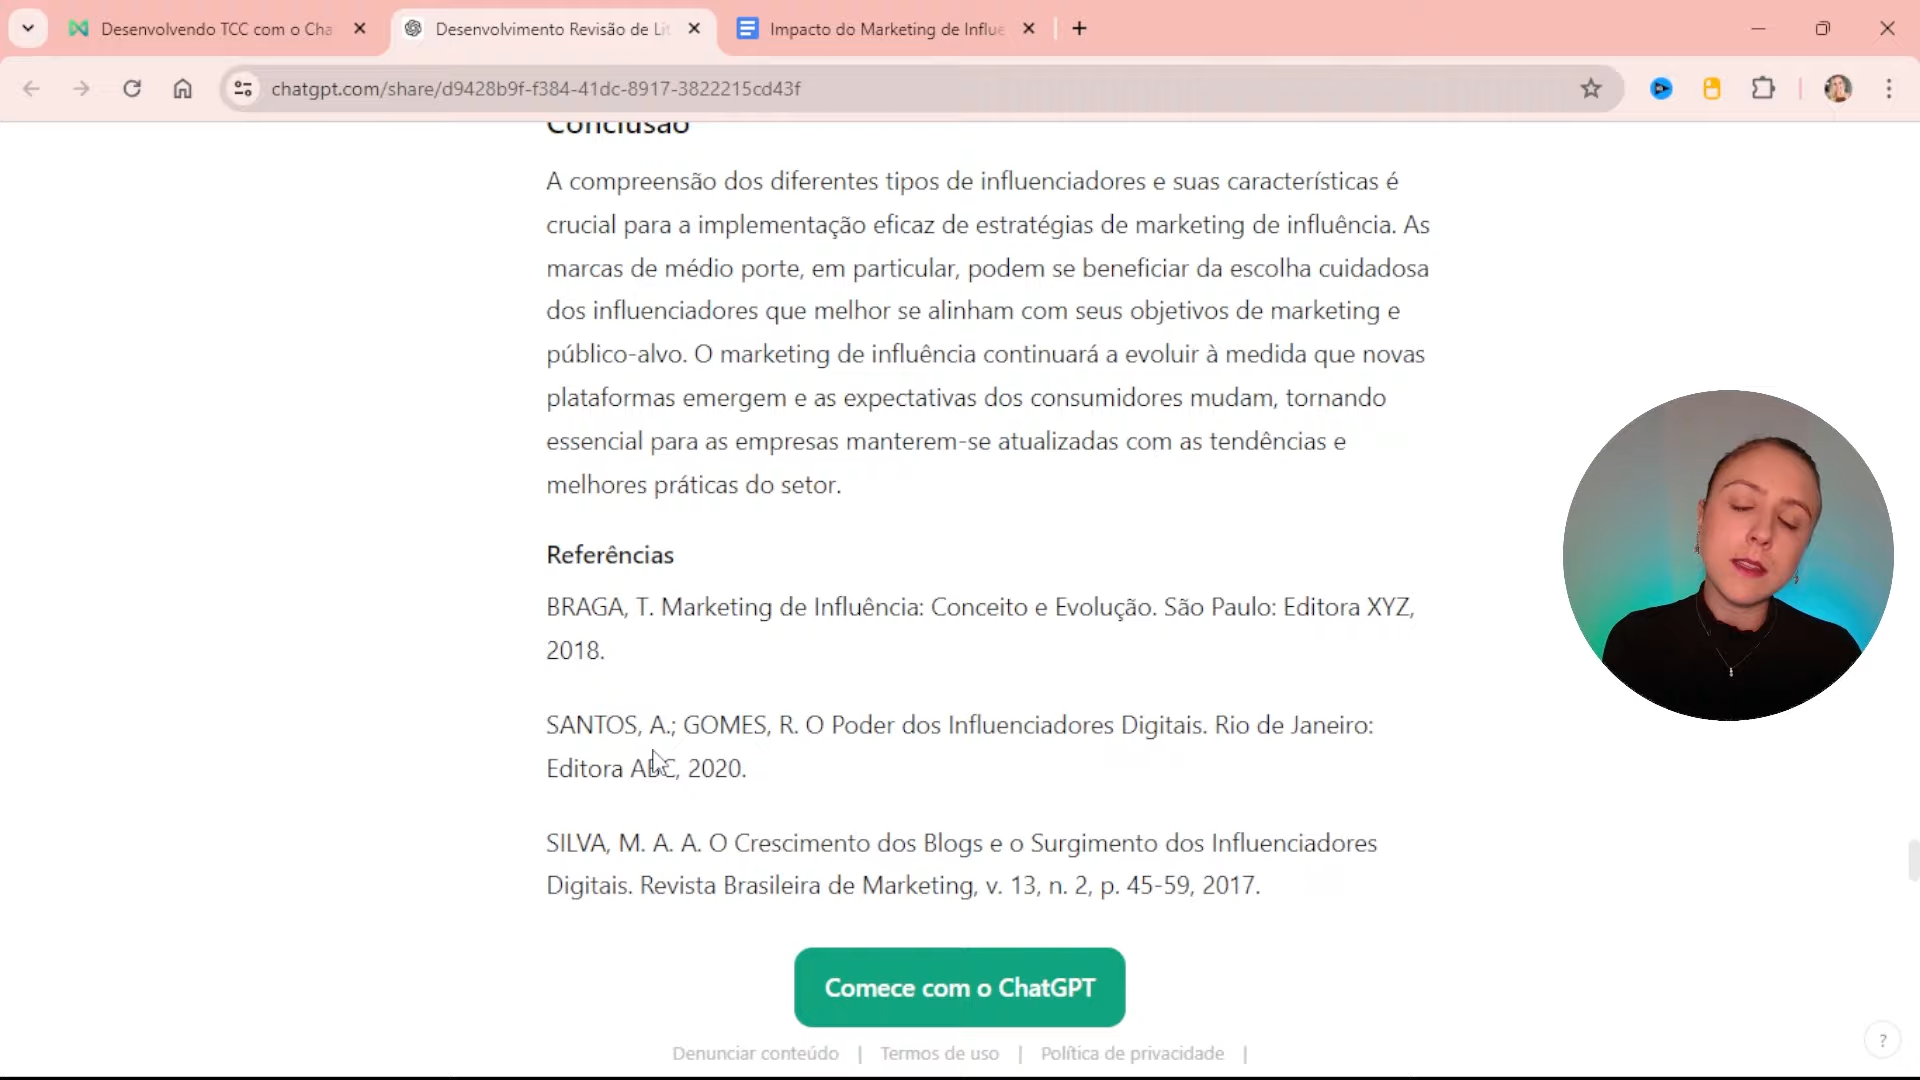 Desenvolvendo TCC com o Cha
Desenvolvimento Revisão de Lit
Impacto do Marketing de Influê
chatgpt.com/share/d9428b9f-f384-41dc-8917-3822215cd43f
Conclusão
A compreensão dos diferentes tipos de influenciadores e suas características é
crucial para a implementação eficaz de estratégias de marketing de influência. As
marcas de médio porte, em particular, podem se beneficiar da escolha cuidadosa
dos influenciadores que melhor se alinham com seus objetivos de marketing e
público-alvo. O marketing de influência continuará a evoluir à medida que novas
plataformas emergem e as expectativas dos consumidores mudam, tornando
essencial para as empresas manterem-se atualizadas com as tendências e
melhores práticas do setor.
Referências
BRAGA, T. Marketing de Influência: Conceito e Evolução. São Paulo: Editora XYZ,
2018.
SANTOS, A.; GOMES, R. O Poder dos Influenciadores Digitais. Rio de Janeiro:
Editora ABC, 2020.
SILVA, M. A. A. O Crescimento dos Blogs e o Surgimento dos Influenciadores
Digitais. Revista Brasileira de Marketing, v. 13, n. 2, p. 45-59, 2017.
Comece com o ChatGPT
Denunciar conteúdo | Termos de uso | Política de privacidade |
?